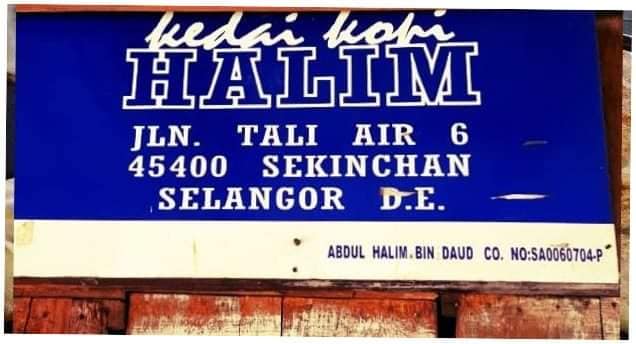 kedai kopi
HALIM
JLN. TALI AIR 6
45400 SEKINCHAN
SELANGOR D.E.
ABDUL HALIM BIN DAUD CO. NO:SA0060704-P